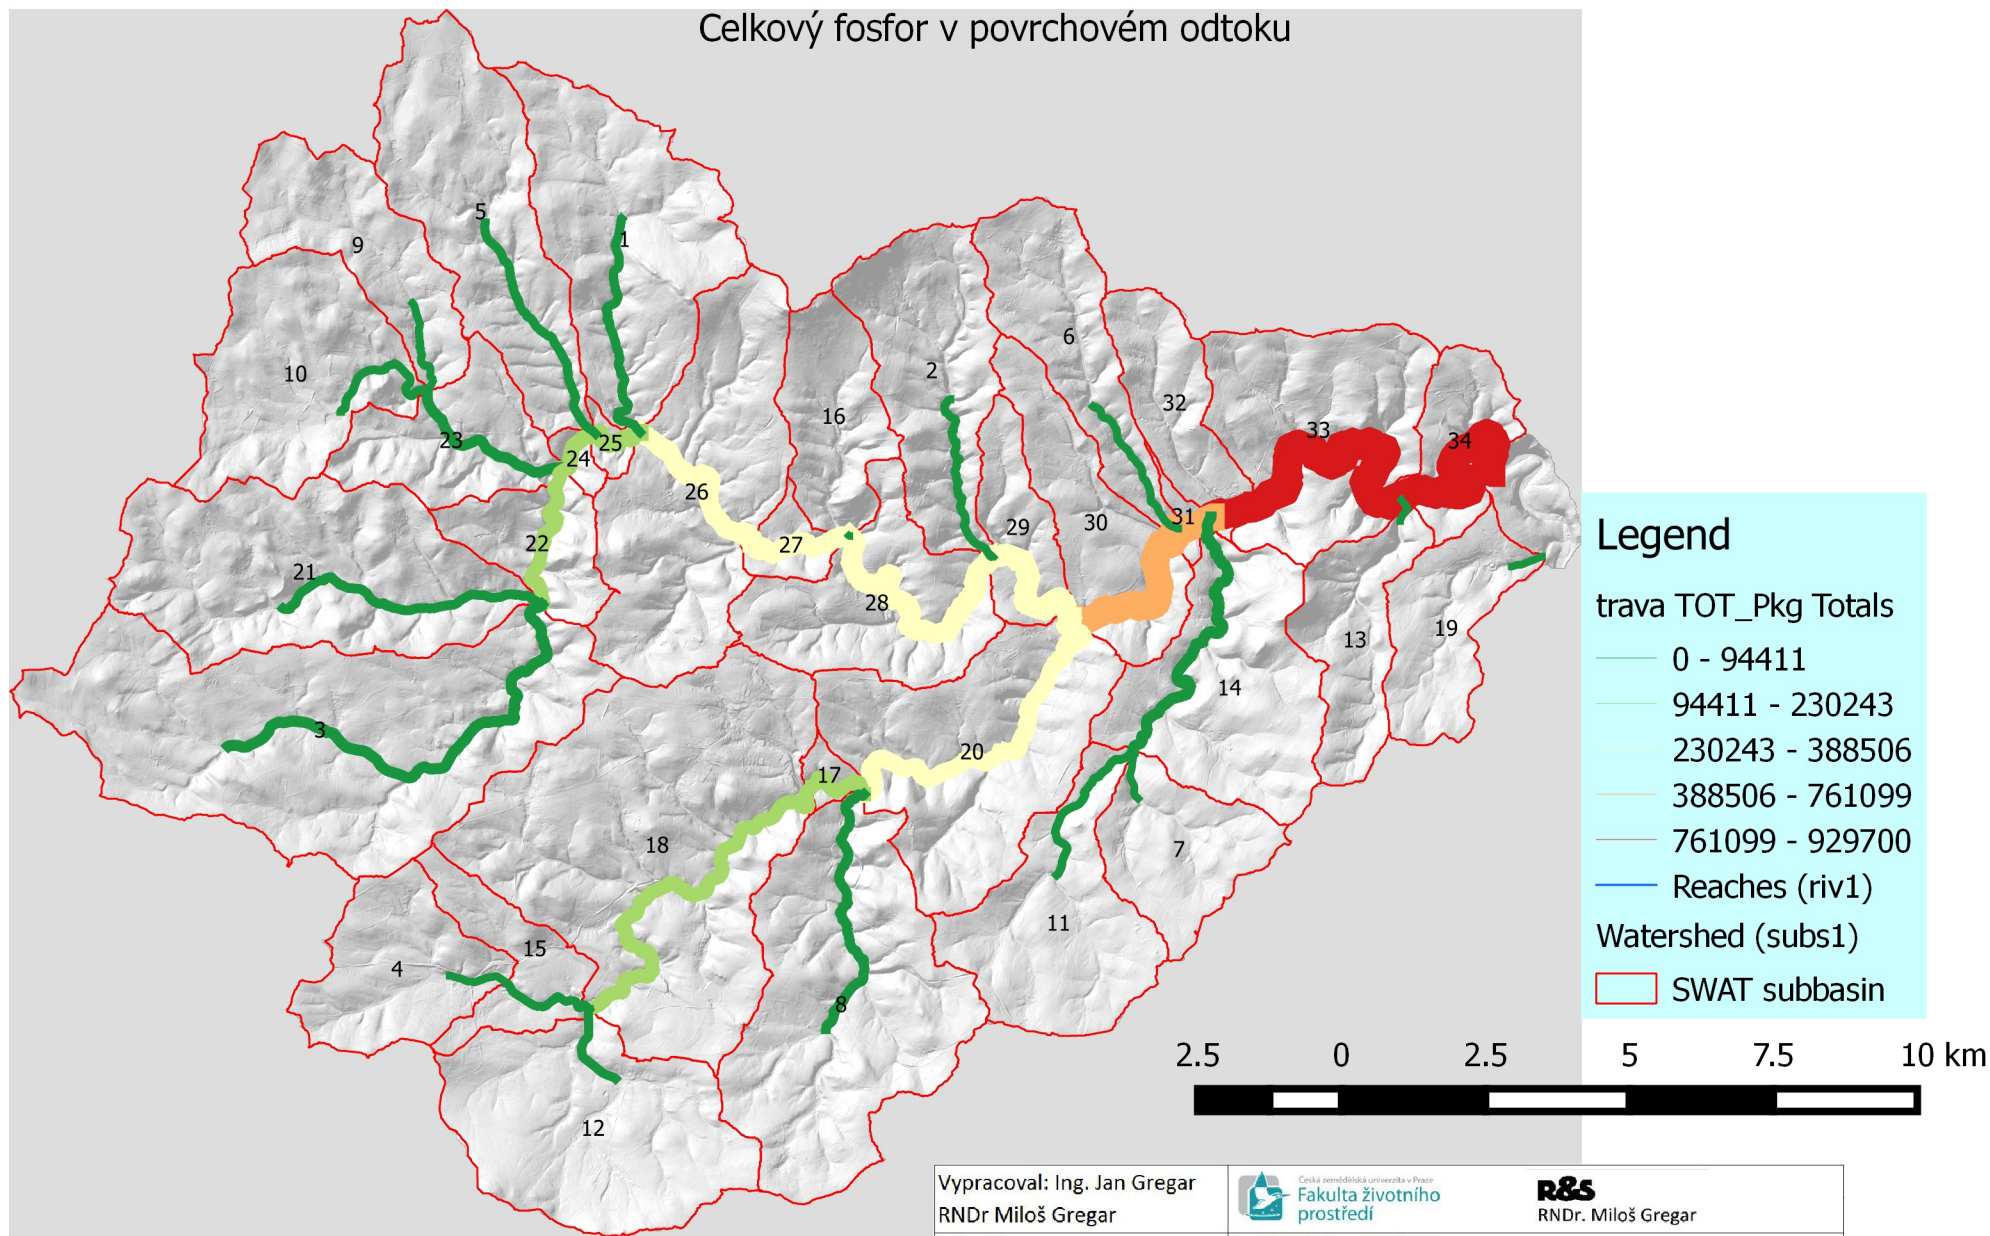 Celkový fosfor v povrchovém odtoku
5
1
9
10
6
2
32
16
33
34
23
25
24
26
29
30
31
22
27
21
28
13
19
14
3
20
17
18
7
11
15
4
8
12
Legend
trava TOT_Pkg Totals
0 - 94411
94411 - 230243
230243 - 388506
388506 - 761099
761099 - 929700
Reaches (riv1)
Watershed (subs1)
SWAT subbasin
2.5 0 2.5 5 7.5 10 km
Vypracoval: Ing. Jan Gregar
RNDr Miloš Gregar
Česká zemědělská univerzita v Praze
Fakulta životního
prostředí
R&S
RNDr. Miloš Gregar